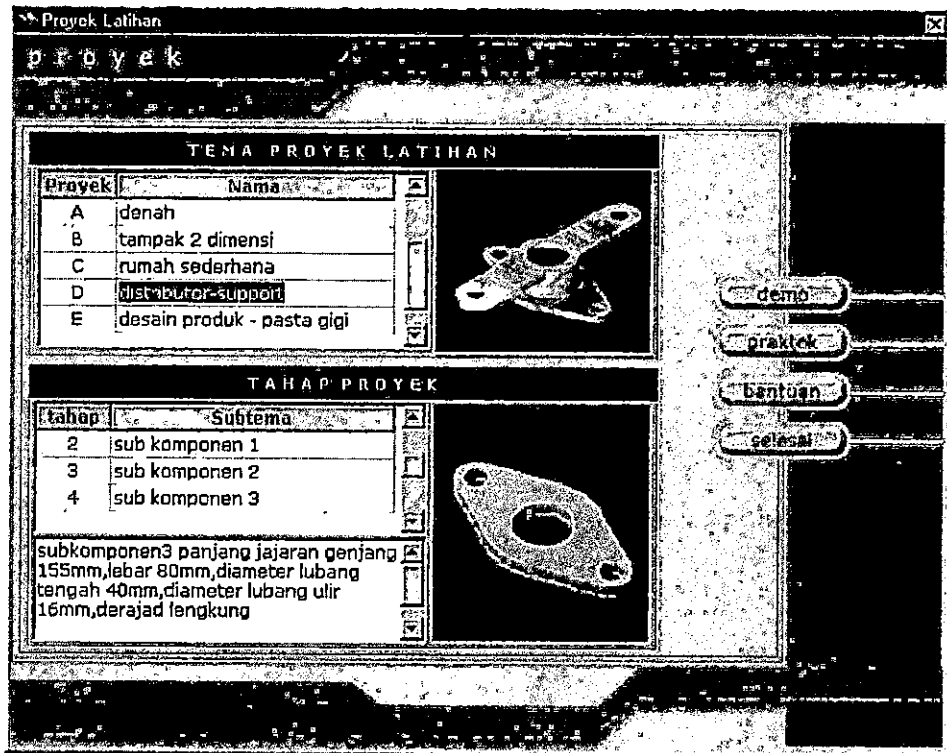 Proyek Latihan
proyek
TEMA PROYEK LATIHAN
Proyek Nama
A denah
B tampak 2 dimensi
C rumah sederhana
D distributor-support
E desain produk - pasta gigi
demo
praktek
bantuan
selesai
TAHAP PROYEK
tahap Subtema
2 sub komponen 1
3 sub komponen 2
4 sub komponen 3
subkomponen3 panjang jajaran genjang
155mm,lebar 80mm,diameter lubang
tengah 40mm,diameter lubang ulir
16mm,derajad lengkung